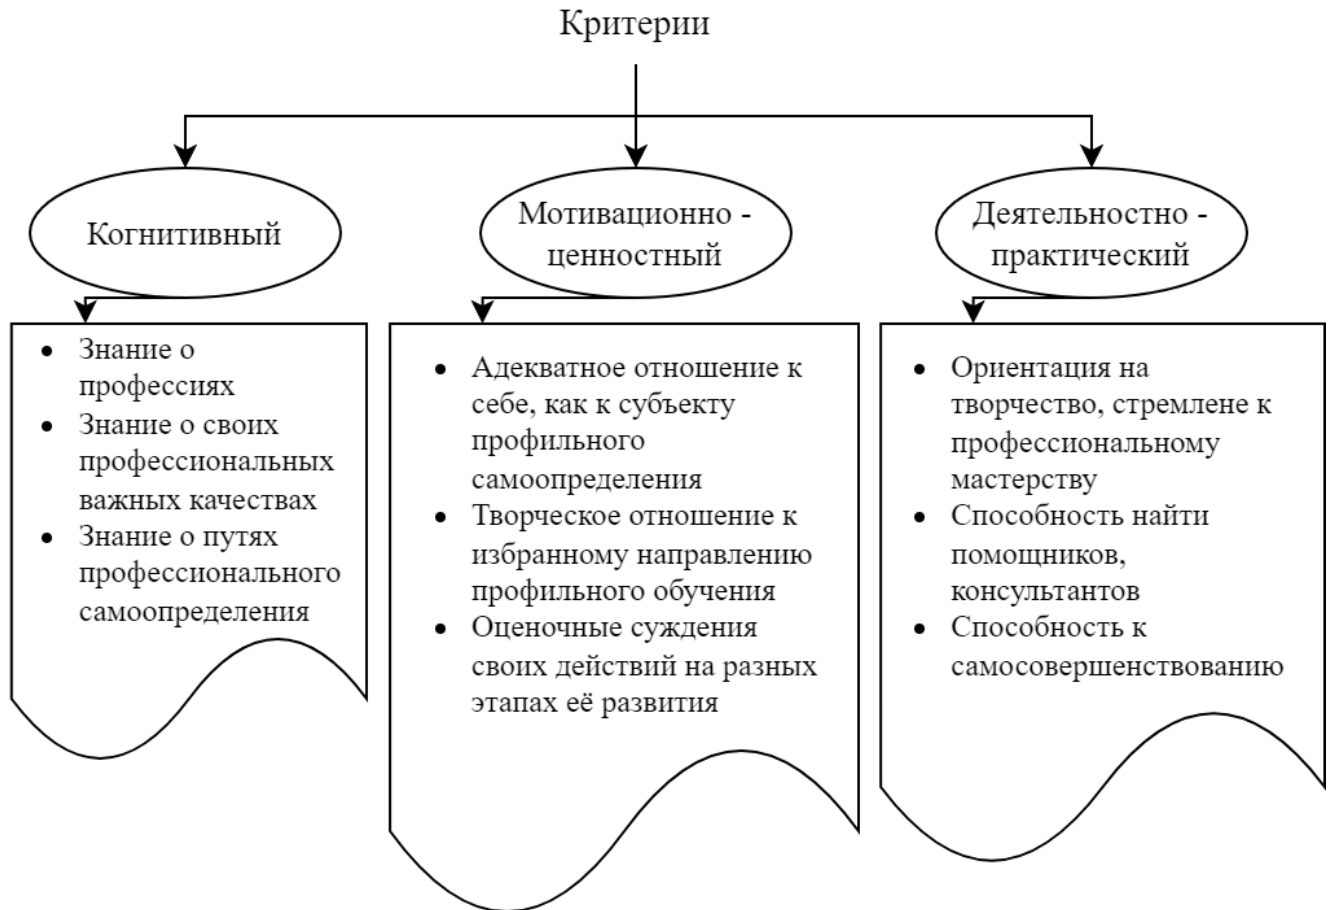 Критерии
Когнитивный
Мотивационно -
ценностный
Деятельностно -
практический
• Знание о
профессиях
• Знание о своих
профессиональных
важных качествах
• Знание о путях
профессионального
самоопределения
• Адекватное отношение к
себе, как к субъекту
профильного
самоопределения
• Творческое отношение к
избранному направлению
профильного обучения
• Оценочные суждения
своих действий на разных
этапах её развития
• Ориентация на
творчество, стремлене к
профессиональному
мастерству
• Способность найти
помощников,
консультантов
• Способность к
самосовершенствованию